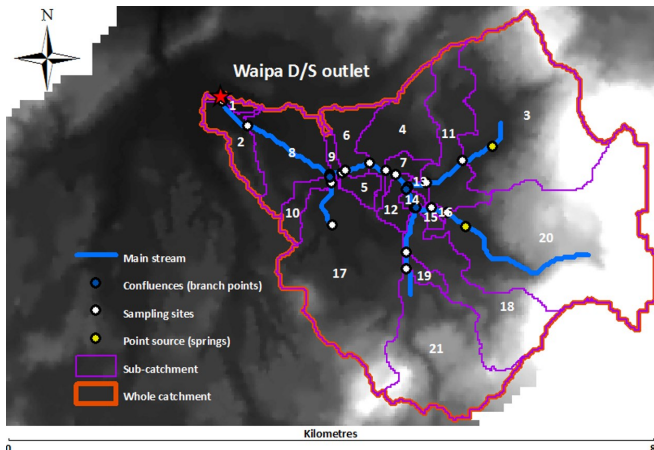 N
Waipa D/S outlet
1
2
3
4
6
11
8
9
7
13
5
12
14
10
15
16
17
20
19
18
21
Main stream
Confluences (branch points)
Sampling sites
Point source (springs)
Sub-catchment
Whole catchment
Kilometres
0
8